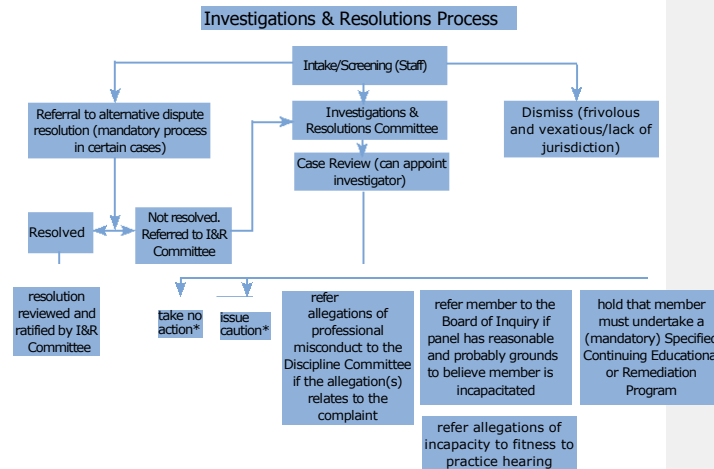 Investigations & Resolutions Process
Intake/Screening (Staff)
Referral to alternative dispute
resolution (mandatory process
in certain cases)
Investigations &
Resolutions Committee
Dismiss (frivolous
and vexatious/lack of
jurisdiction)
Case Review (can appoint
investigator)
Resolved
Not resolved.
Referred to I&R
Committee
resolution
reviewed and
ratified by I&R
Committee
take no
action*
issue
caution*
refer
allegations of
professional
misconduct to the
Discipline Committee
if the allegation(s)
relates to the
complaint
refer member to the
Board of Inquiry if
panel has reasonable
and probably grounds
to believe member is
incapacitated
hold that member
must undertake a
(mandatory) Specified
Continuing Educationa
or Remediation
Program
refer allegations of
incapacity to fitness to
practice hearing